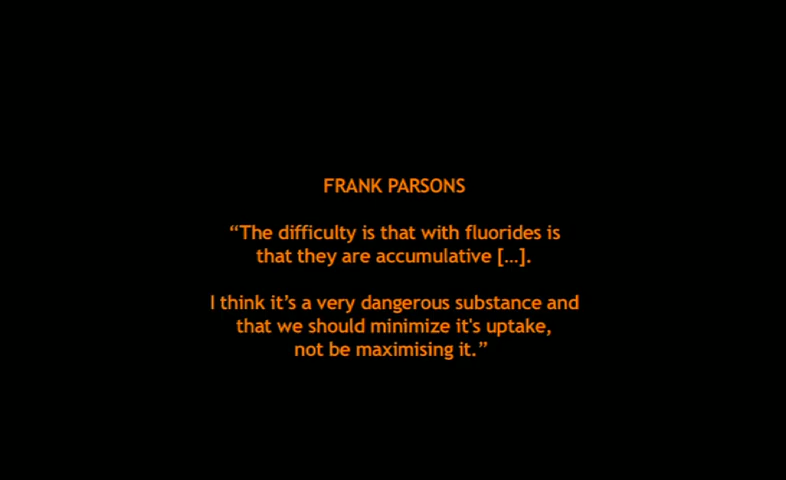 FRANK PARSONS
“The difficulty is that with fluorides is
that they are accumulative [...].
I think it’s a very dangerous substance and
that we should minimize it's uptake,
not be maximising it.”